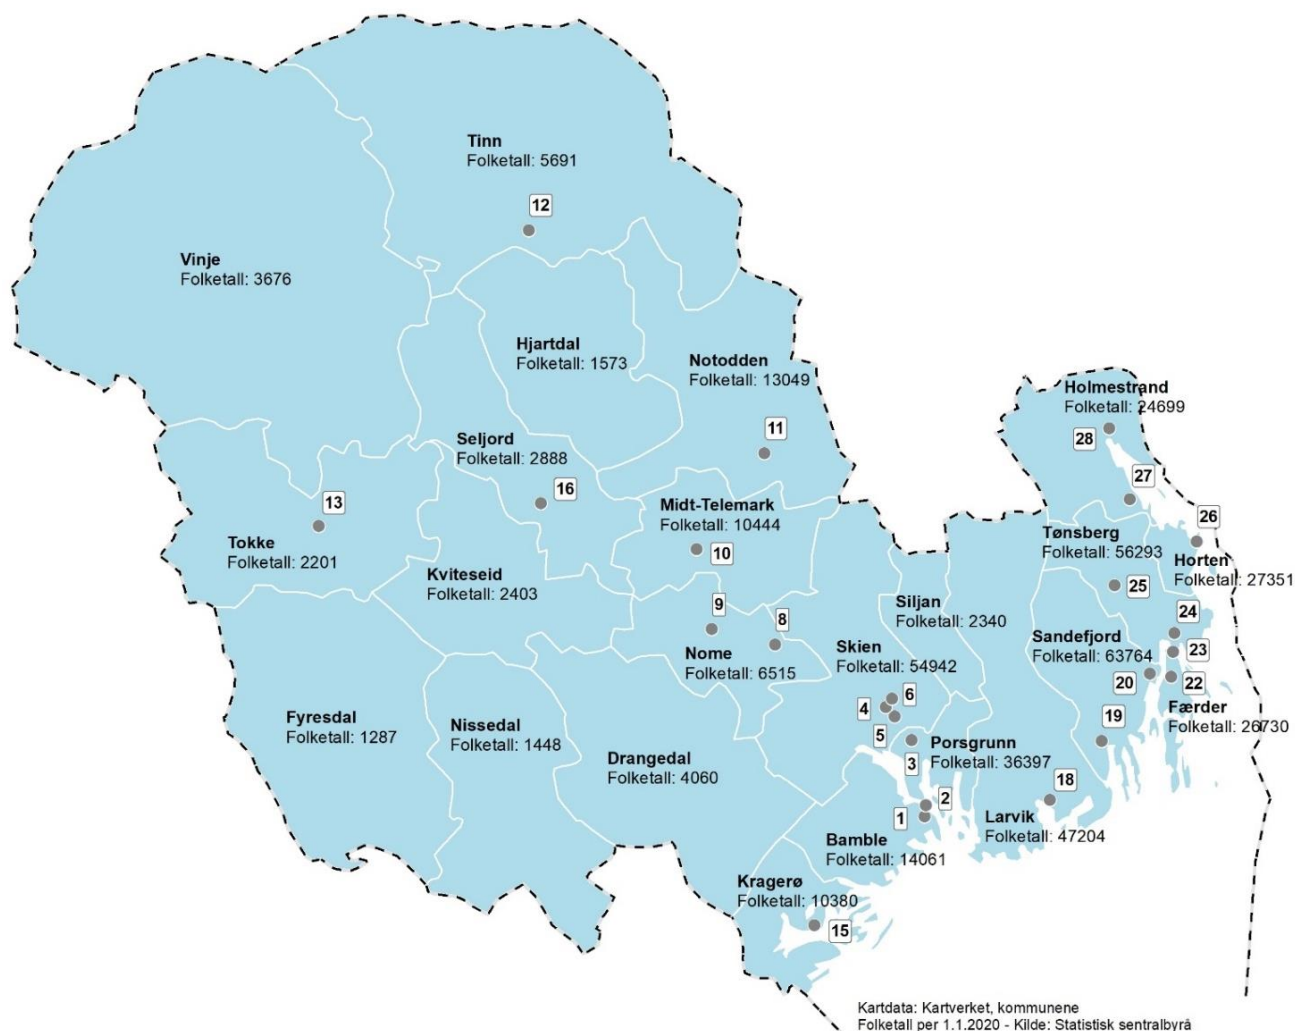 Tinn
Folketall: 5691
12
Vinje
Folketall: 3676
Hjartdal
Folketall: 1573
Notodden
Folketall: 13049
11
Holmestrand
Folketall: 24699
28
27
26
Seljord
Folketall: 2888
16
13
Tokke
Folketall: 2201
Midt-Telemark
Folketall: 10444
10
Tønsberg
Folketall: 56293
Horten
Folketall: 27351
25
Kviteseid
Folketall: 2403
Siljan
Folketall: 2340
9
8
24
Sandefjord
Folketall: 63764
23
Nome
Folketall: 6515
Skien
Folketall: 54942
20
22
6
4
5
Færder
Folketall: 26730
19
Fyresdal
Folketall: 1287
Nissedal
Folketall: 1448
Drangedal
Folketall: 4060
3
Porsgrunn
Folketall: 36397
18
2
1
Larvik
Folketall: 47204
Bamble
Folketall: 14061
Kragerø
Folketall: 10380
15
Kartdata: Kartverket, kommunene
Folketall per 1.1.2020 - Kilde: Statistisk sentralbyrå